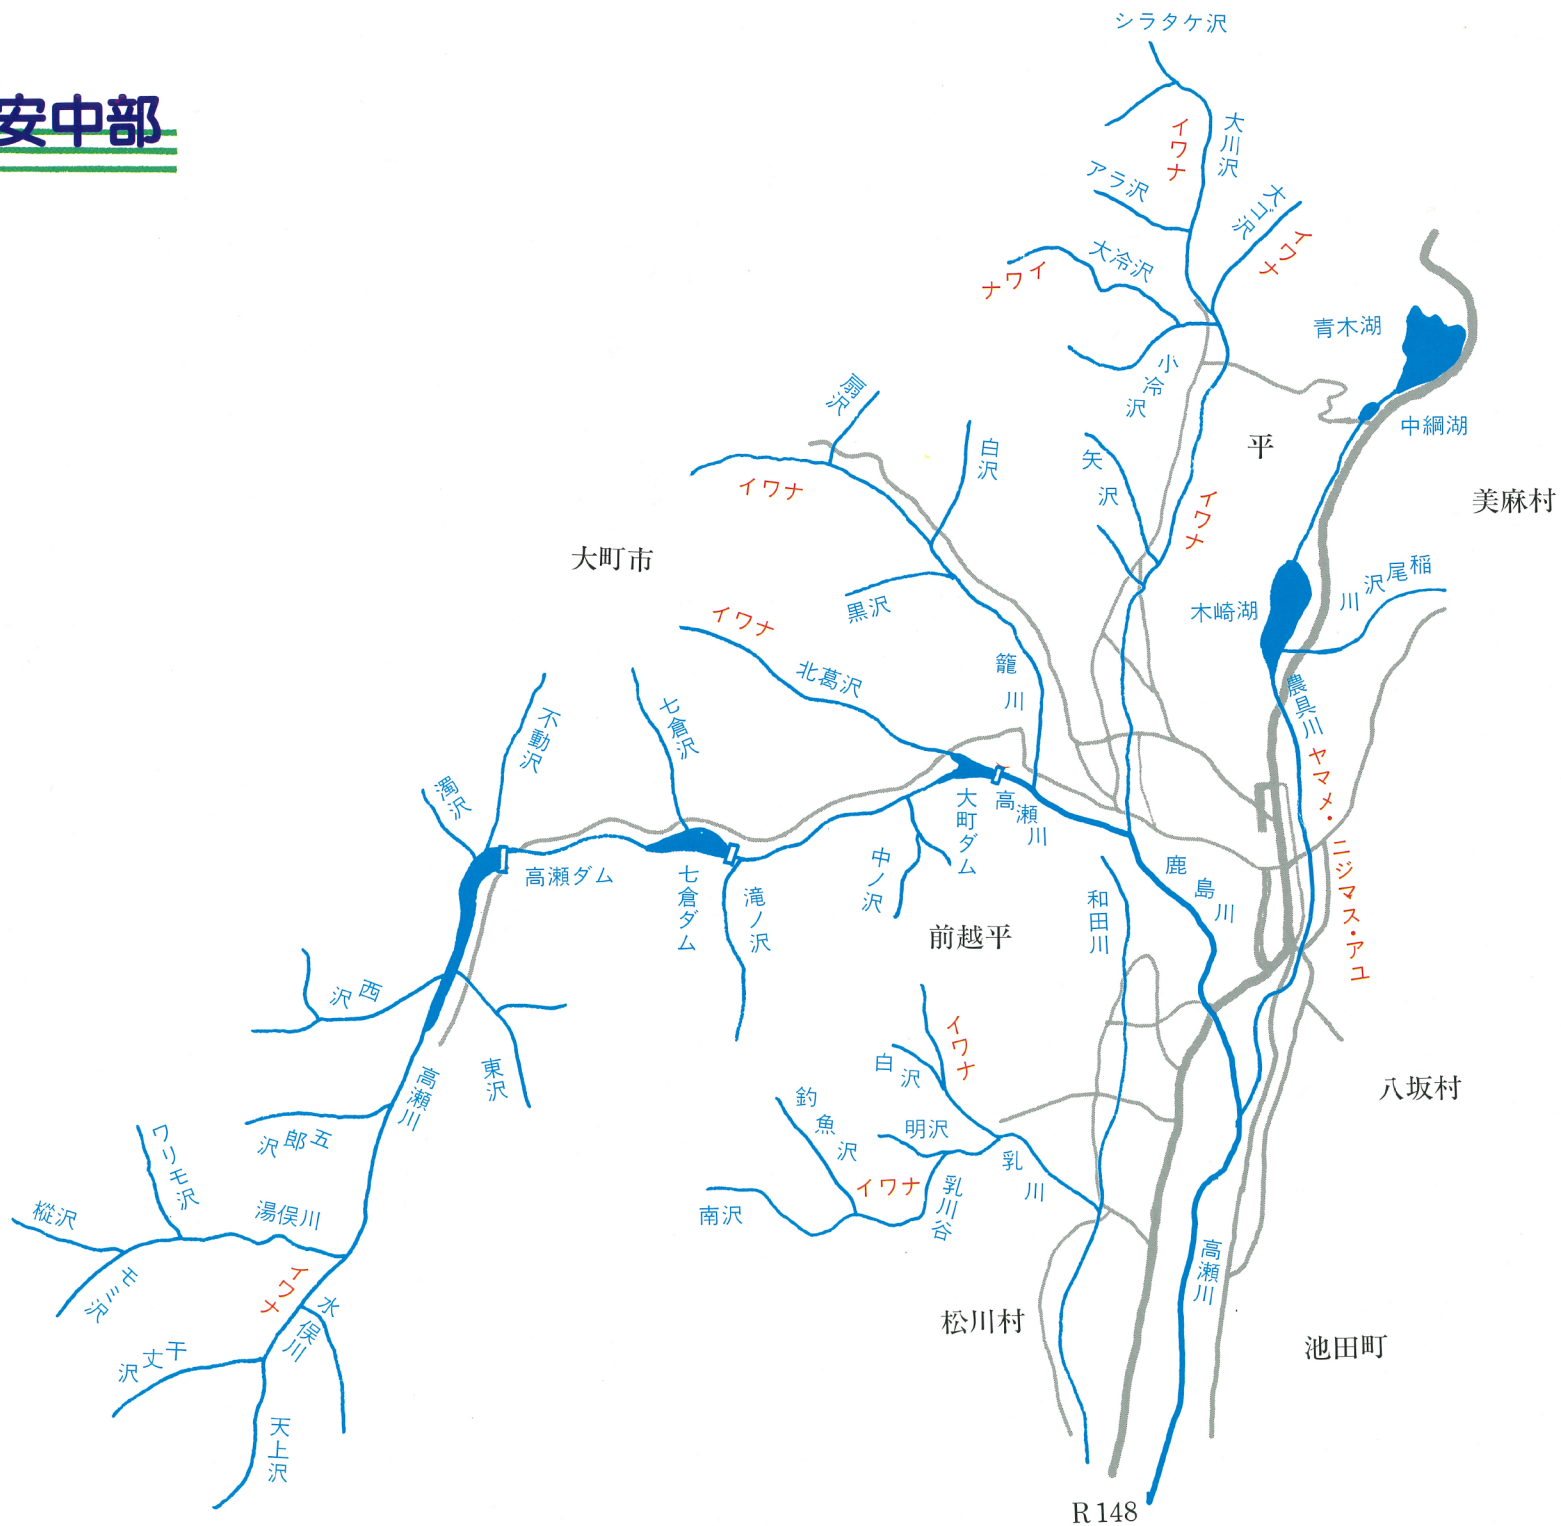 安中部
シラタケ沢
大川沢
イワナ
アラ沢
大ゴ沢
イワナ
大冷沢
イワナ
小冷沢
青木湖
中綱湖
平
美麻村
扇沢
白沢
イワナ
矢沢
イワナ
大町市
黒沢
木崎湖
稲尾沢川
イワナ
北葛沢
籠川
農具川
ヤマメ・ニジマス・アユ
不動沢
七倉沢
濁沢
高瀬ダム
七倉ダム
滝ノ沢
中ノ沢
大町ダム
高瀬川
鹿島川
和田川
前越平
西沢
東沢
高瀬川
五郎沢
ワリモ沢
樅沢
湯俣川
モミ沢
イワナ
水俣川
干丈沢
天上沢
白沢
イワナ
釣魚沢
明沢
乳川
イワナ
乳川谷
南沢
八坂村
高瀬川
松川村
池田町
R148